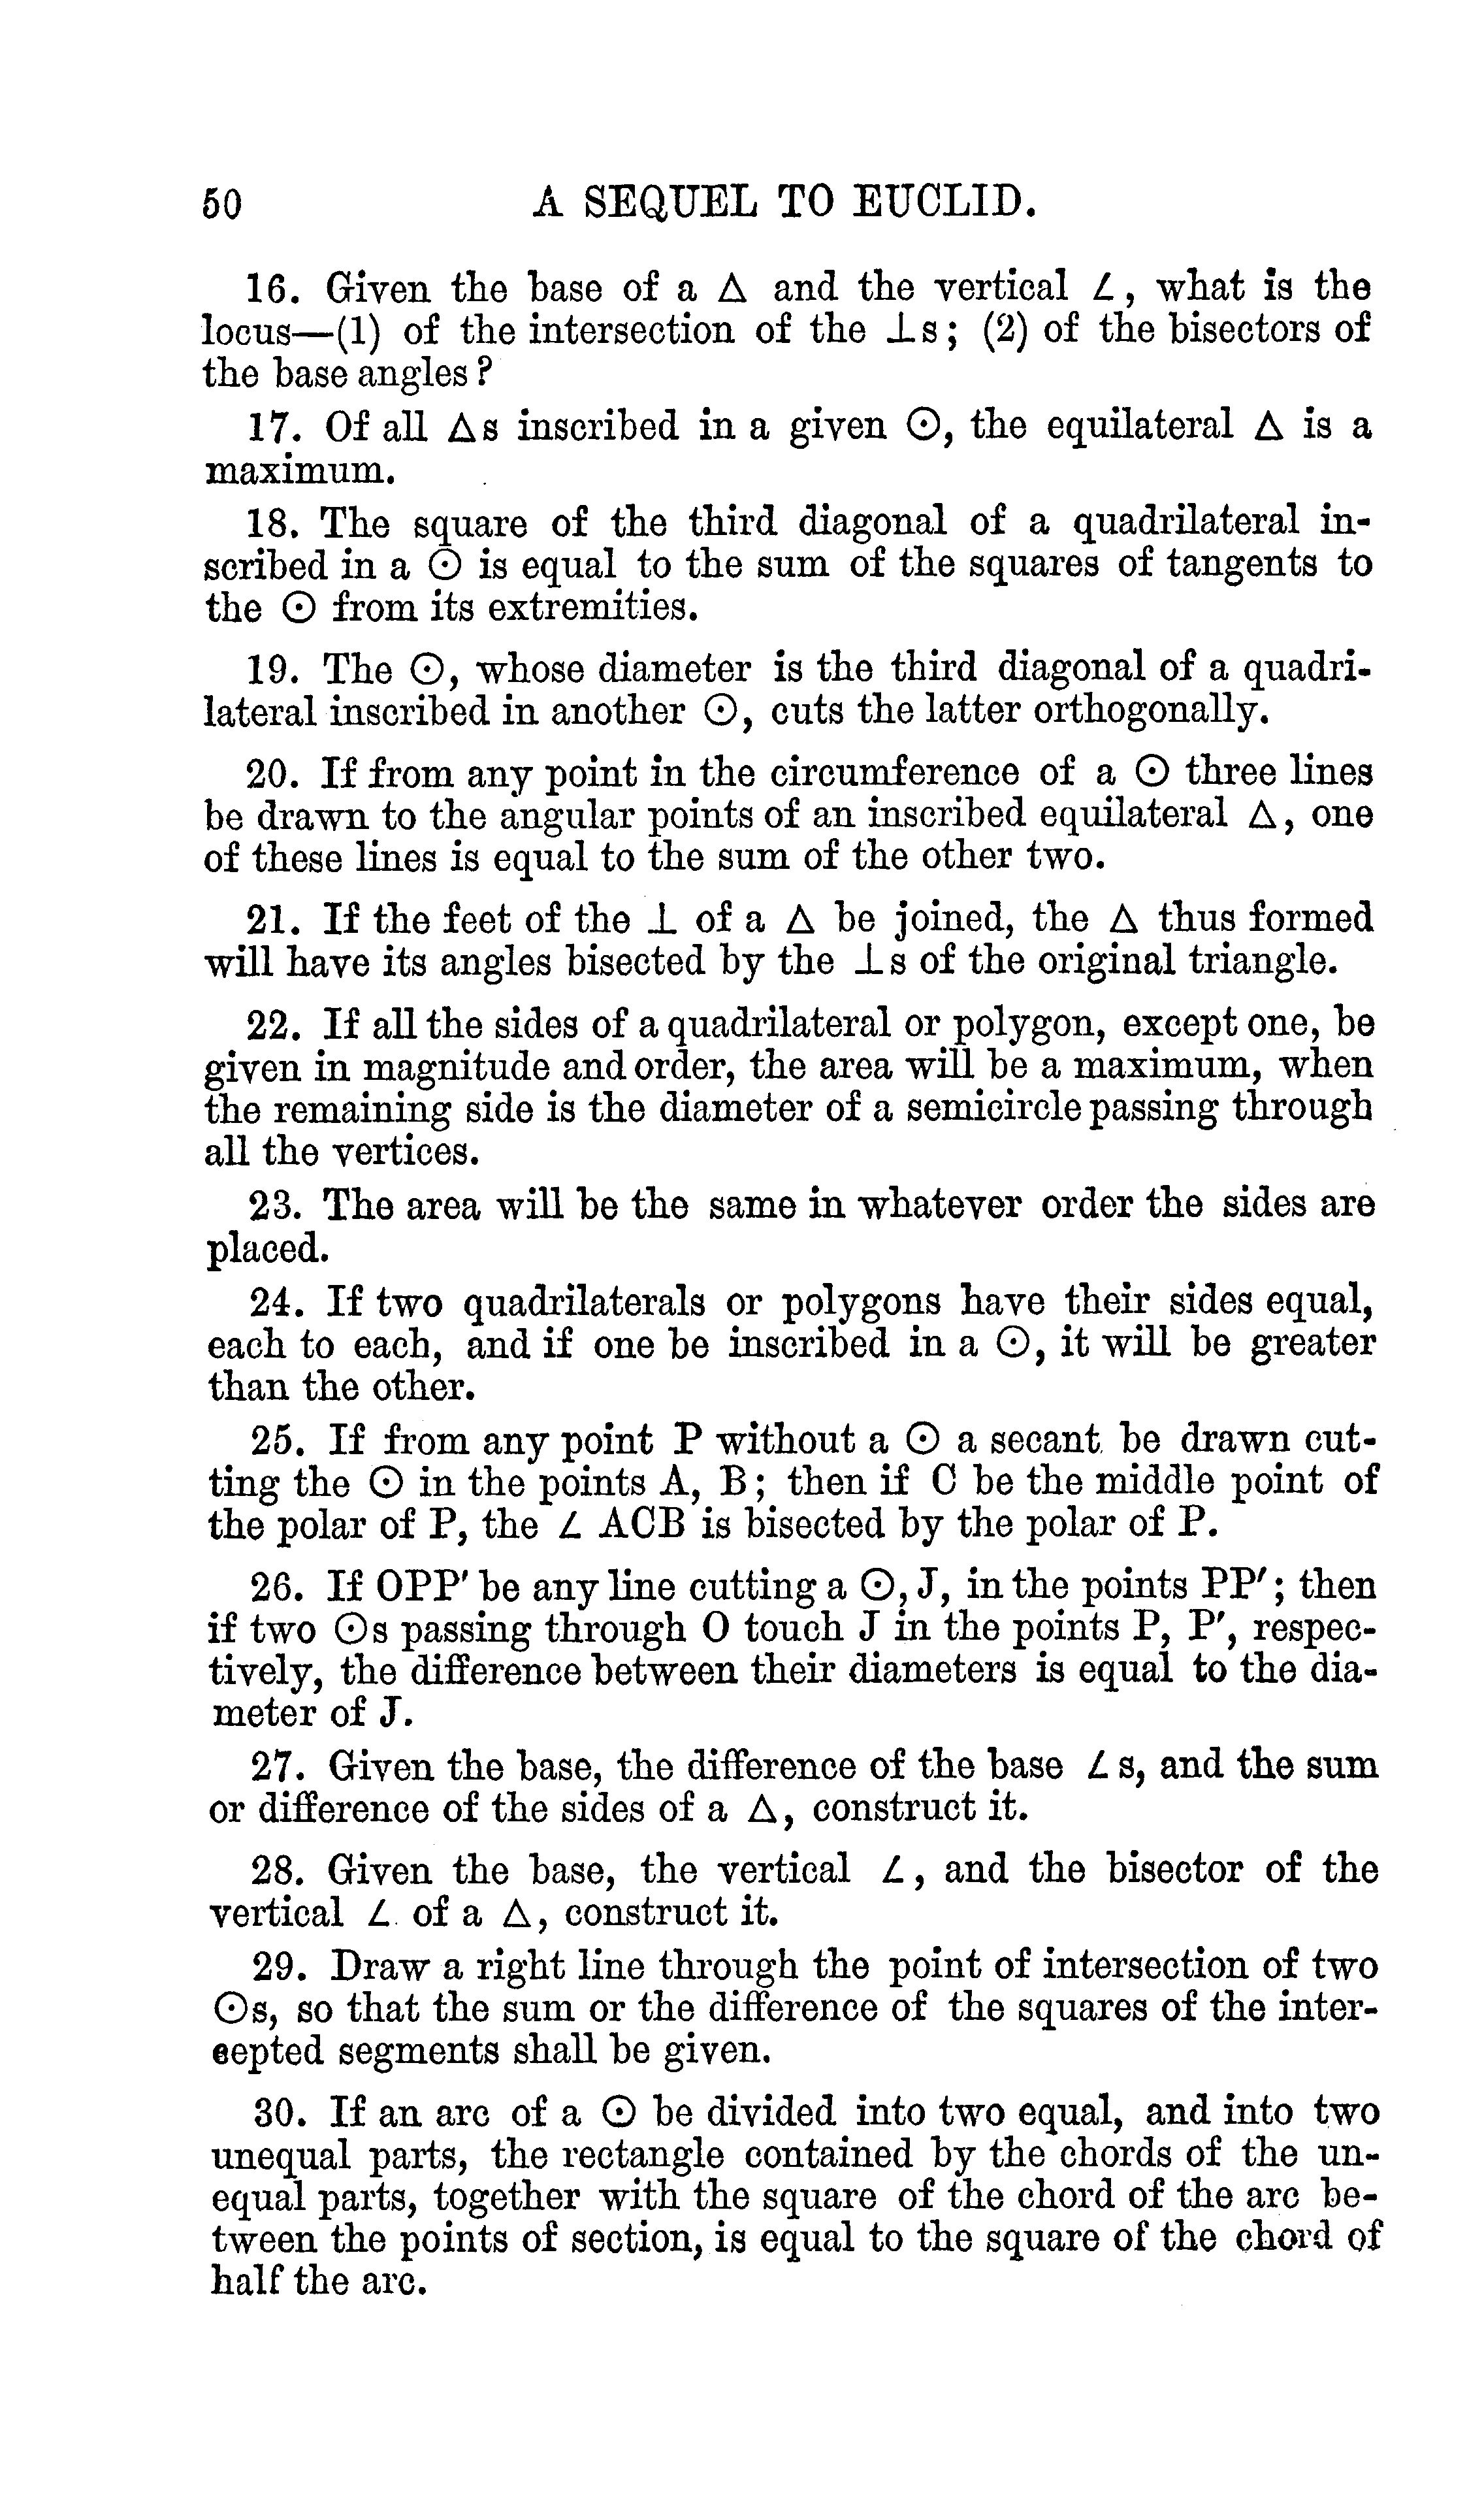 50 A SEQUEL TO EUCLID.
16. Given the base of a △ and the vertical ∠, what is the
locus—(1) of the intersection of the ⊥s; (2) of the bisectors of
the base angles?
17. Of all △s inscribed in a given ⊙, the equilateral △ is a
maximum.
18. The square of the third diagonal of a quadrilateral in-
scribed in a ⊙ is equal to the sum of the squares of tangents to
the ⊙ from its extremities.
19. The ⊙, whose diameter is the third diagonal of a quadri-
lateral inscribed in another ⊙, cuts the latter orthogonally.
20. If from any point in the circumference of a ⊙ three lines
be drawn to the angular points of an inscribed equilateral △, one
of these lines is equal to the sum of the other two.
21. If the feet of the ⊥ of a △ be joined, the △ thus formed
will have its angles bisected by the ⊥s of the original triangle.
22. If all the sides of a quadrilateral or polygon, except one, be
given in magnitude and order, the area will be a maximum, when
the remaining side is the diameter of a semicircle passing through
all the vertices.
23. The area will be the same in whatever order the sides are
placed.
24. If two quadrilaterals or polygons have their sides equal,
each to each, and if one be inscribed in a ⊙, it will be greater
than the other.
25. If from any point P without a ⊙ a secant be drawn cut-
ting the ⊙ in the points A, B; then if C be the middle point of
the polar of P, the ∠ ACB is bisected by the polar of P.
26. If OPP′ be any line cutting a ⊙, J, in the points PP′; then
if two ⊙s passing through O touch J in the points P, P′, respec-
tively, the difference between their diameters is equal to the dia-
meter of J.
27. Given the base, the difference of the base ∠s, and the sum
or difference of the sides of a △, construct it.
28. Given the base, the vertical ∠, and the bisector of the
vertical ∠ of a △, construct it.
29. Draw a right line through the point of intersection of two
⊙s, so that the sum or the difference of the squares of the inter-
cepted segments shall be given.
30. If an arc of a ⊙ be divided into two equal, and into two
unequal parts, the rectangle contained by the chords of the un-
equal parts, together with the square of the chord of the arc be-
tween the points of section, is equal to the square of the chord of
half the arc.